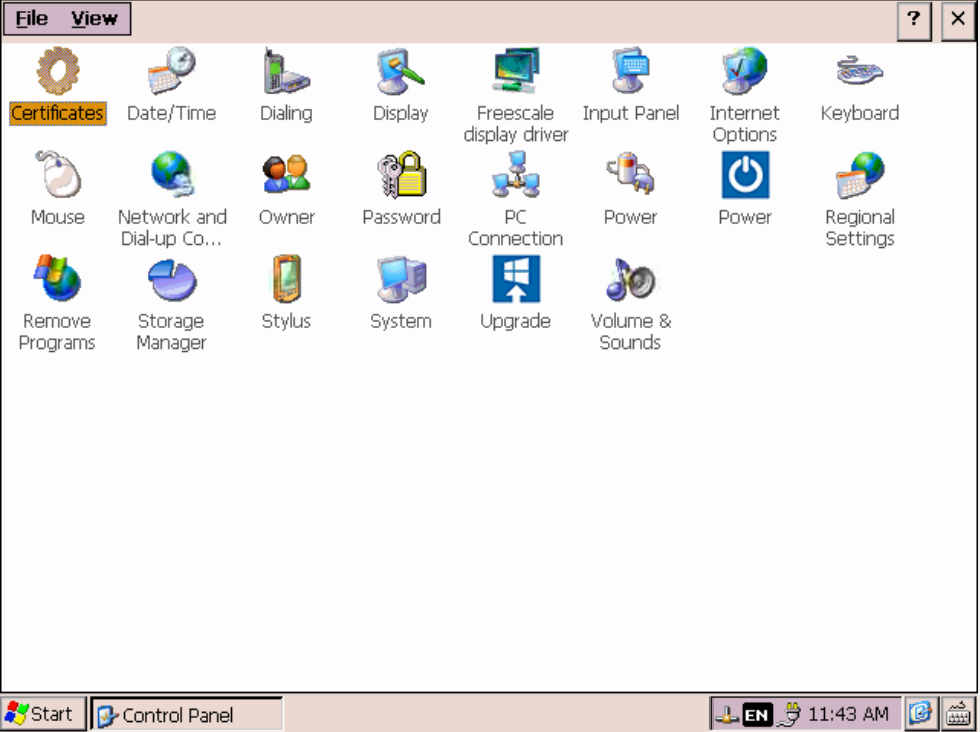 File View ? ×
Certificates
Date/Time
Dialing
Display
Freescale
display driver
Input Panel
Internet
Options
Keyboard
Mouse
Network and
Dial-up Co...
Owner
Password
PC
Connection
Power
Power
Regional
Settings
Remove
Programs
Storage
Manager
Stylus
System
Upgrade
Volume &
Sounds
Start Control Panel EN 11:43 AM